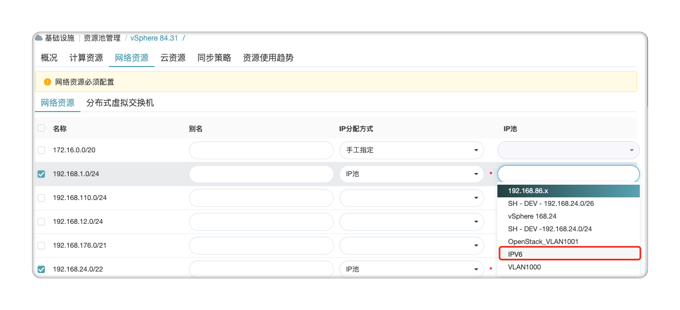 基础设施 | 资源池管理 / vSphere 84.31 /
概况 计算资源 网络资源 云资源 同步策略 资源使用趋势
网络资源必须配置
网络资源 分布式虚拟交换机
名称 别名 IP分配方式 IP池
172.16.0.0/20 手工指定
192.168.1.0/24 IP池 *
192.168.86.x
192.168.110.0/24
SH - DEV - 192.168.24.0/26
vSphere 168.24
192.168.12.0/24
SH - DEV -192.168.24.0/24
OpenStack_VLAN1001
192.168.176.0/21
IPV6
VLAN1000
192.168.24.0/22 IP池 *